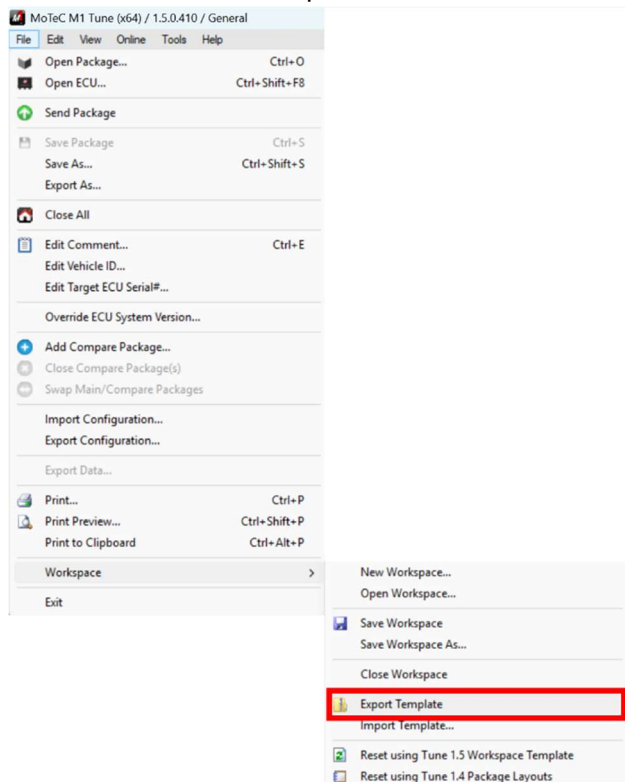 MoTeC M1 Tune (x64) / 1.5.0.410 / General
File Edit View Online Tools Help
Open Package... Ctrl+O
Open ECU... Ctrl+Shift+F8
Send Package
Save Package Ctrl+S
Save As... Ctrl+Shift+S
Export As...
Close All
Edit Comment... Ctrl+E
Edit Vehicle ID...
Edit Target ECU Serial#...
Override ECU System Version...
Add Compare Package...
Close Compare Package(s)
Swap Main/Compare Packages
Import Configuration...
Export Configuration...
Export Data...
Print... Ctrl+P
Print Preview... Ctrl+Shift+P
Print to Clipboard Ctrl+Alt+P
Workspace >
New Workspace...
Open Workspace...
Exit
Save Workspace
Save Workspace As...
Close Workspace
Export Template
Import Template...
Reset using Tune 1.5 Workspace Template
Reset using Tune 1.4 Package Layouts